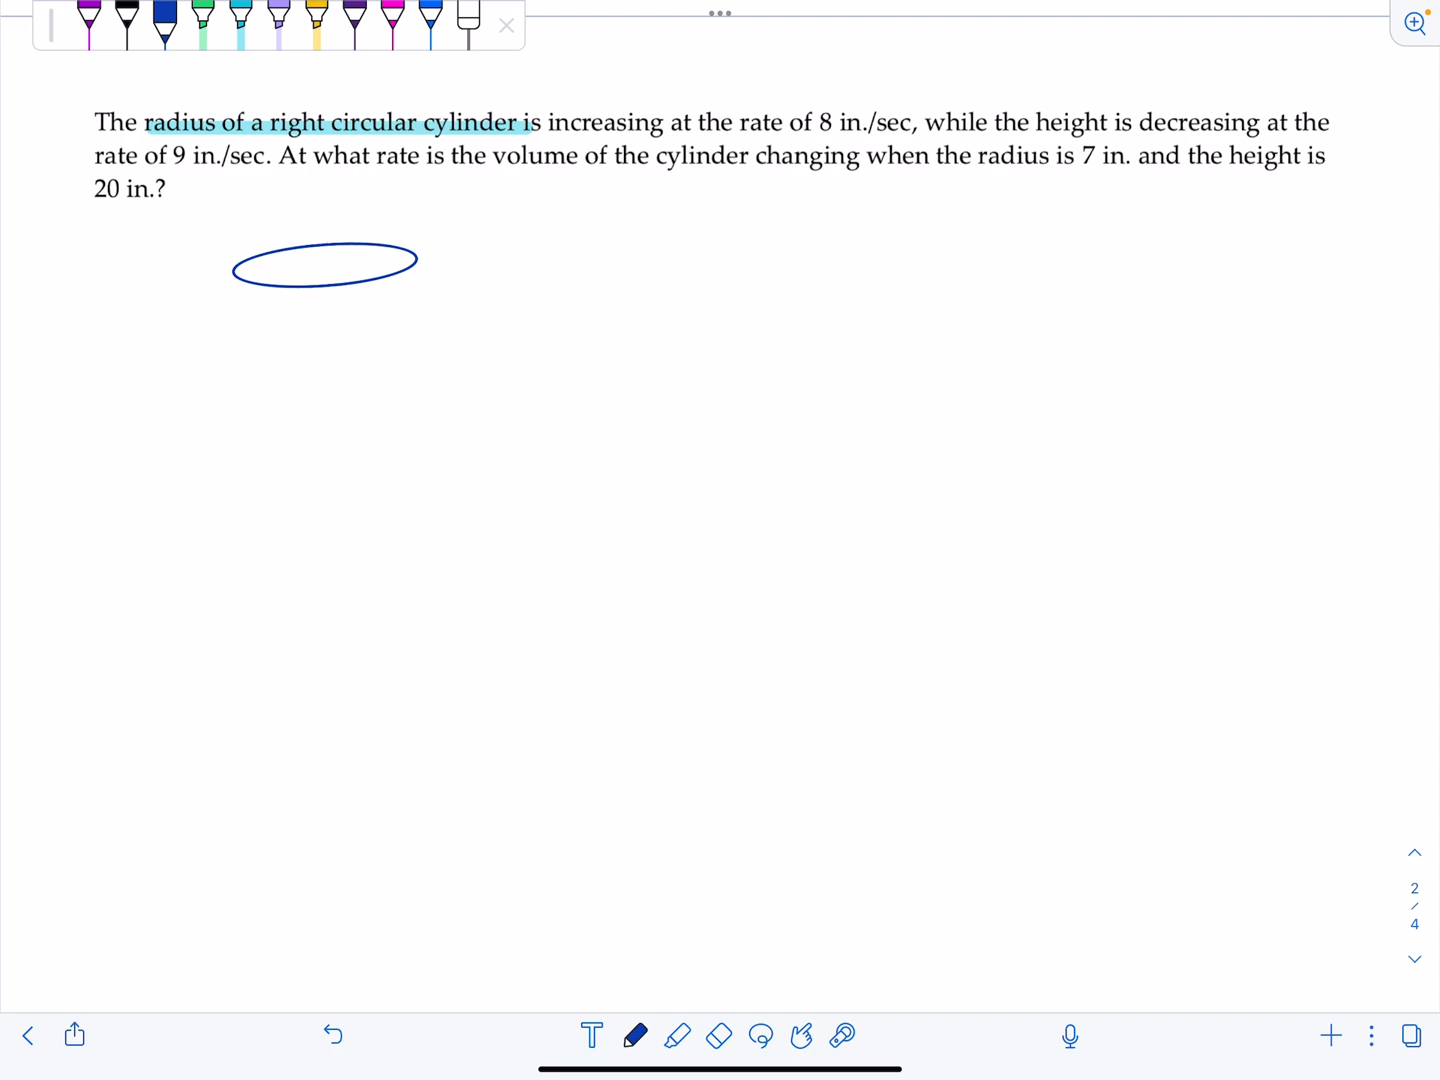 The radius of a right circular cylinder is increasing at the rate of 8 in./sec, while the height is decreasing at the
rate of 9 in./sec. At what rate is the volume of the cylinder changing when the radius is 7 in. and the height is
20 in.?
2
/
4
T